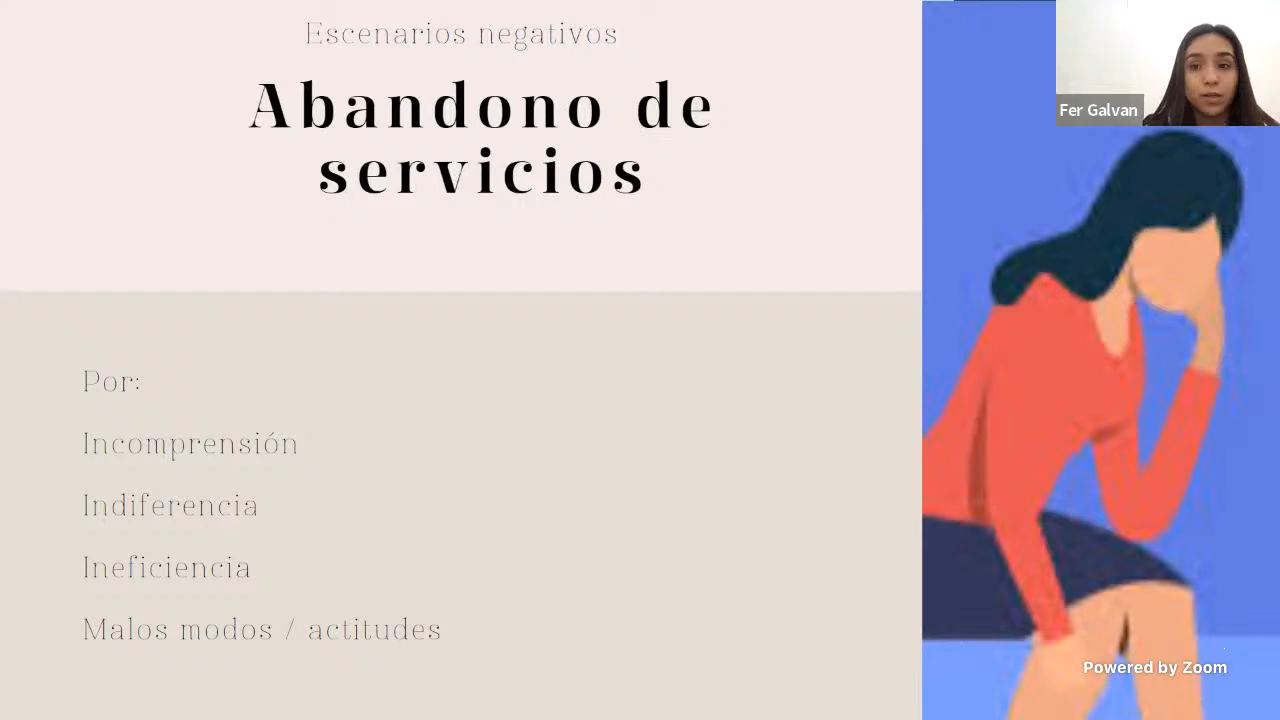 Escenarios negativos
Abandono de
servicios
Fer Galvan
Por:
Incomprensión
Indiferencia
Ineficiencia
Malos modos / actitudes
Powered by Zoom